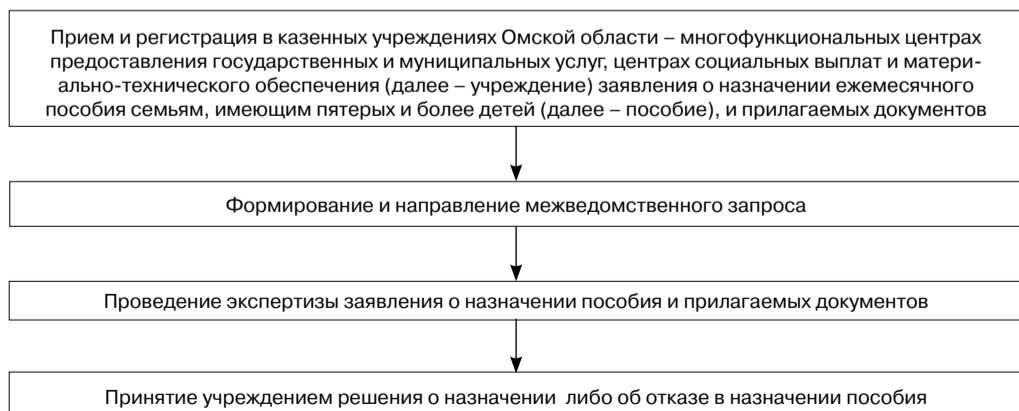 Прием и регистрация в казенных учреждениях Омской области – многофункциональных центрах
предоставления государственных и муниципальных услуг, центрах социальных выплат и матери-
ально-технического обеспечения (далее – учреждение) заявления о назначении ежемесячного
пособия семьям, имеющим пятерых и более детей (далее – пособие), и прилагаемых документов
Формирование и направление межведомственного запроса
Проведение экспертизы заявления о назначении пособия и прилагаемых документов
Принятие учреждением решения о назначении либо об отказе в назначении пособия